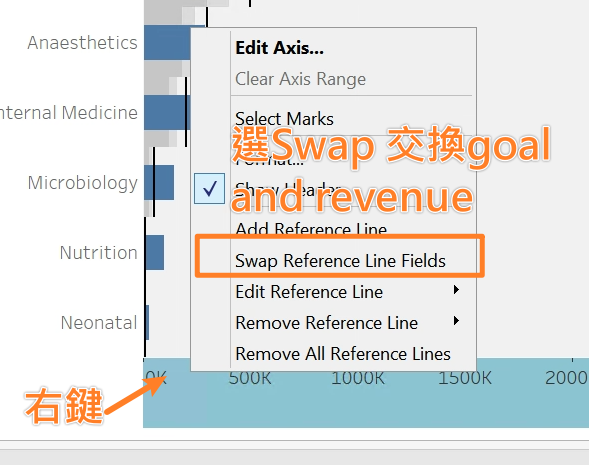 Anaesthetics
nternal Medicine
Microbiology
Nutrition
Neonatal
Edit Axis...
Clear Axis Range
Select Marks
選Swap 交換goal
Format...
Show Header
and revenue
Add Reference Line
Swap Reference Line Fields
Edit Reference Line
Remove Reference Line
Remove All Reference Lines
0K 500K 1000K 1500K 2000
右鍵